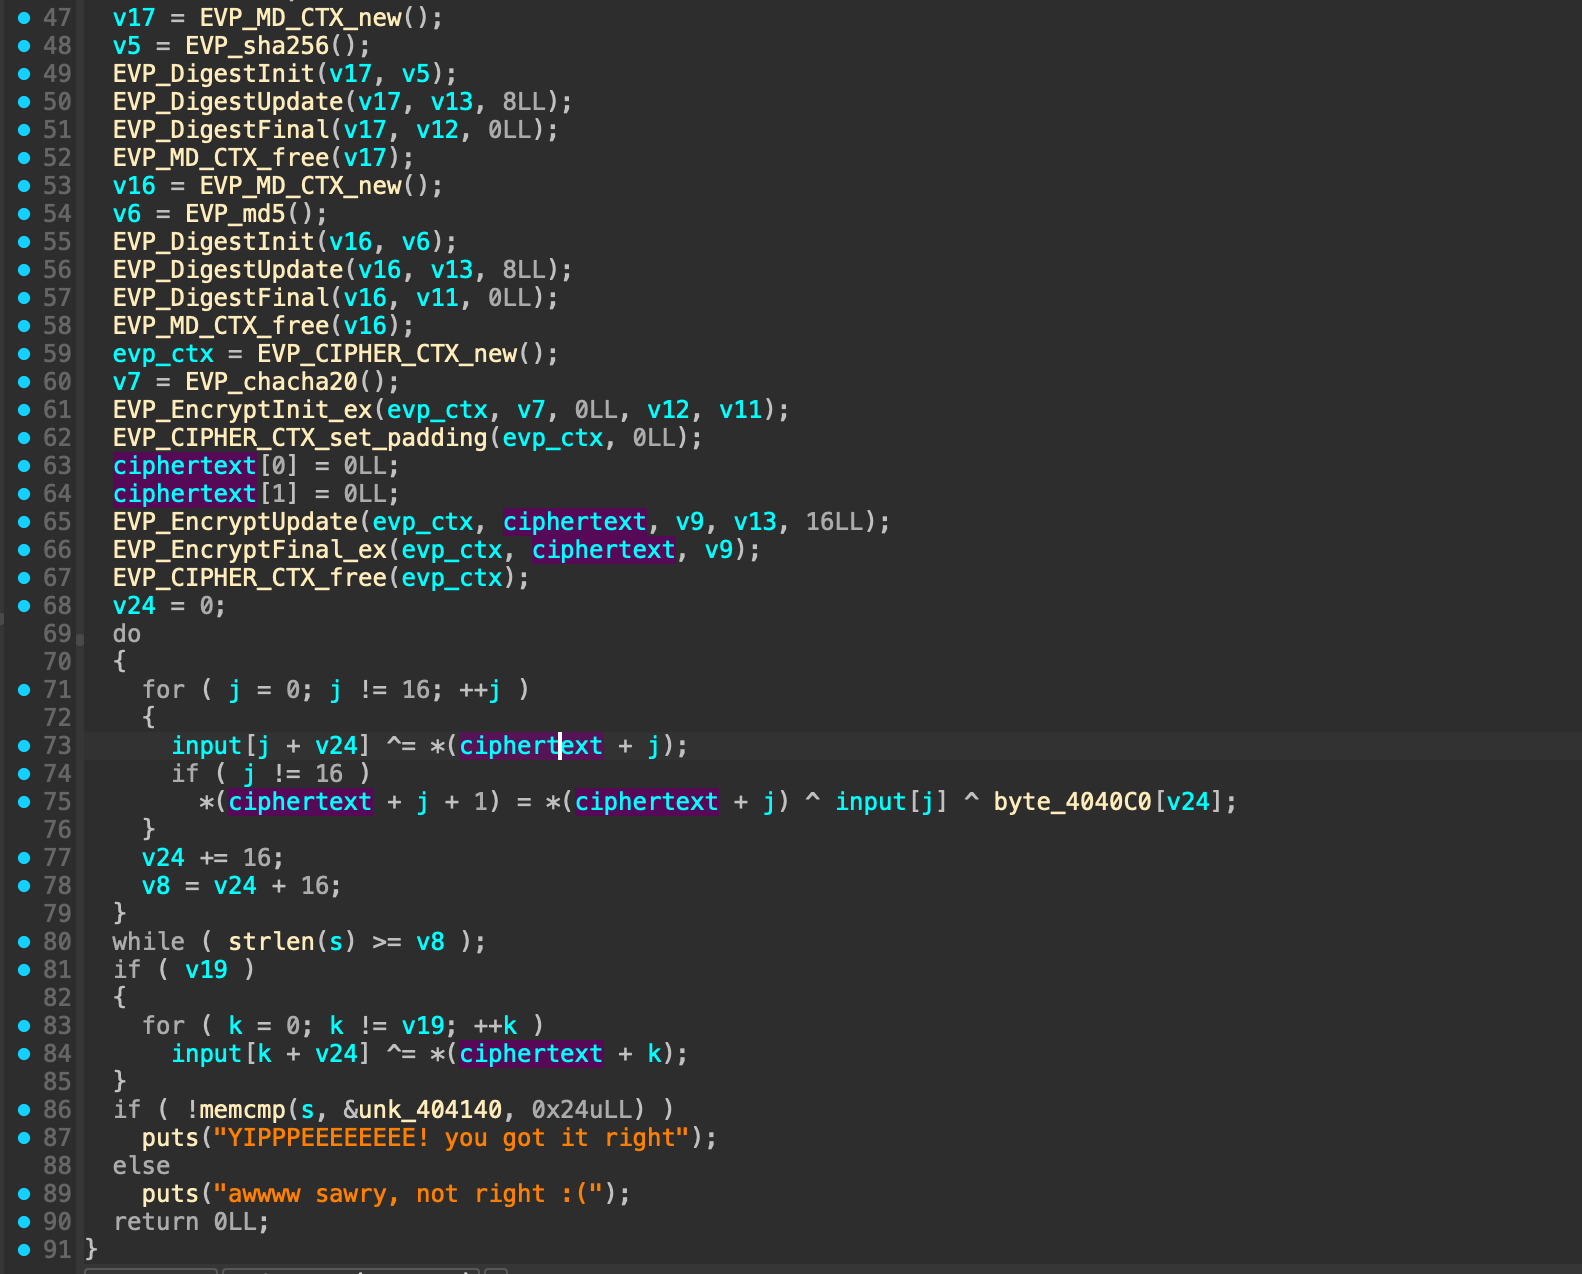 47 v17 = EVP_MD_CTX_new();
48 v5 = EVP_sha256();
49 EVP_DigestInit(v17, v5);
50 EVP_DigestUpdate(v17, v13, 8LL);
51 EVP_DigestFinal(v17, v12, 0LL);
52 EVP_MD_CTX_free(v17);
53 v16 = EVP_MD_CTX_new();
54 v6 = EVP_md5();
55 EVP_DigestInit(v16, v6);
56 EVP_DigestUpdate(v16, v13, 8LL);
57 EVP_DigestFinal(v16, v11, 0LL);
58 EVP_MD_CTX_free(v16);
59 evp_ctx = EVP_CIPHER_CTX_new();
60 v7 = EVP_chacha20();
61 EVP_EncryptInit_ex(evp_ctx, v7, 0LL, v12, v11);
62 EVP_CIPHER_CTX_set_padding(evp_ctx, 0LL);
63 ciphertext[0] = 0LL;
64 ciphertext[1] = 0LL;
65 EVP_EncryptUpdate(evp_ctx, ciphertext, v9, v13, 16LL);
66 EVP_EncryptFinal_ex(evp_ctx, ciphertext, v9);
67 EVP_CIPHER_CTX_free(evp_ctx);
68 v24 = 0;
69 do
70 {
71 for ( j = 0; j != 16; ++j )
72 {
73 input[j + v24] ^= *(ciphertext + j);
74 if ( j != 16 )
75 *(ciphertext + j + 1) = *(ciphertext + j) ^ input[j] ^ byte_4040C0[v24];
76 }
77 v24 += 16;
78 v8 = v24 + 16;
79 }
80 while ( strlen(s) >= v8 );
81 if ( v19 )
82 {
83 for ( k = 0; k != v19; ++k )
84 input[k + v24] ^= *(ciphertext + k);
85 }
86 if ( !memcmp(s, &unk_404140, 0x24uLL) )
87 puts("YIPPPEEEEEEEE! you got it right");
88 else
89 puts("awwww sawry, not right :(");
90 return 0LL;
91 }